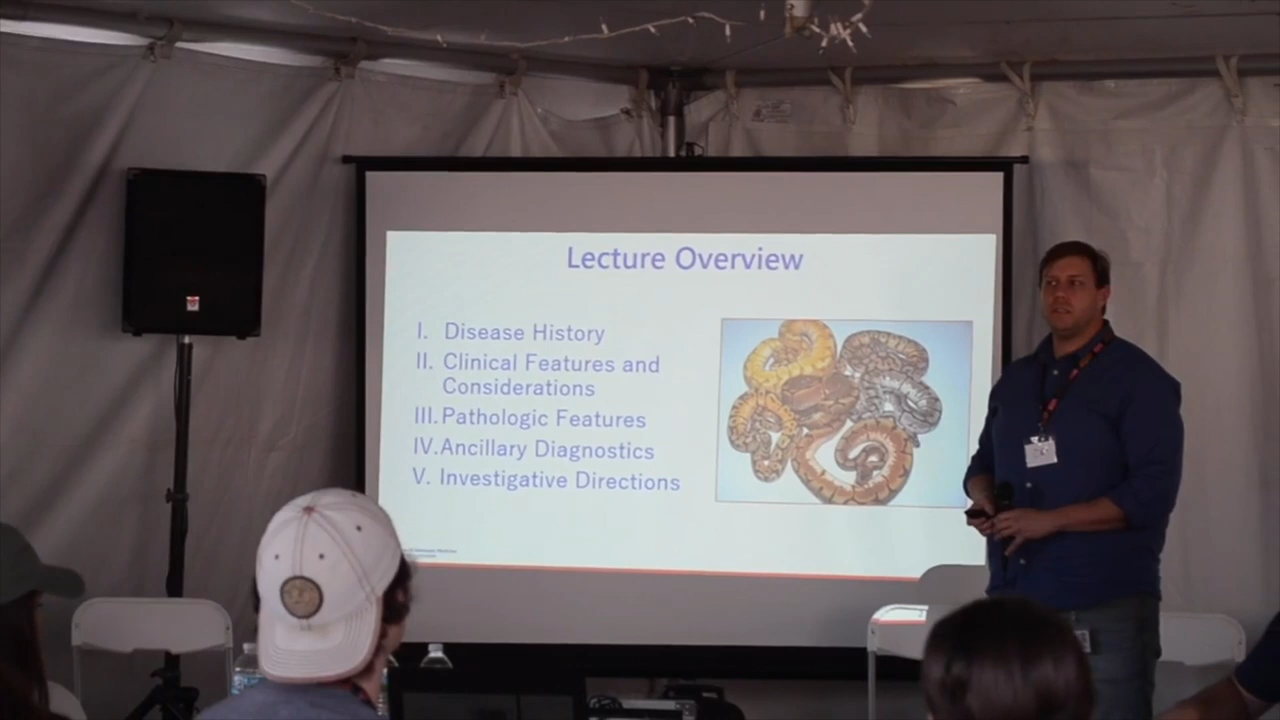 Lecture Overview
I. Disease History
II. Clinical Features and
Considerations
III. Pathologic Features
IV. Ancillary Diagnostics
V. Investigative Directions